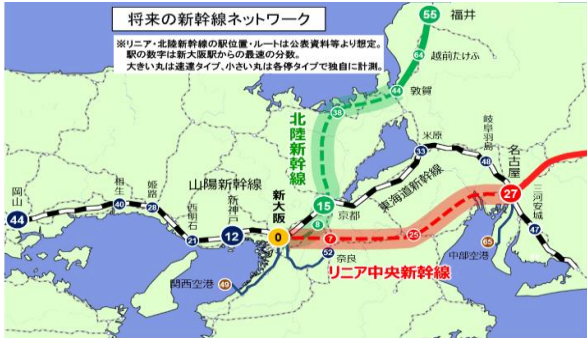 将来の新幹線ネットワーク
※リニア・北陸新幹線の駅位置・ルートは公表資料等より想定。
駅の数字は新大阪駅からの最速の分数。
大きい丸は速達タイプ、小さい丸は各停タイプで独自に計測。
55
福井
64
越前たけふ
44
敦賀
38
北陸新幹線
米原
33
岐阜羽島
48
名古屋
27
岡山
44
相生
40
姫路
28
西明石
21
山陽新幹線
新神戸
12
新大阪
0
15
8
京都
東海道新幹線
7
25
52
奈良
リニア中央新幹線
三河安城
47
65
中部空港
関西空港
49